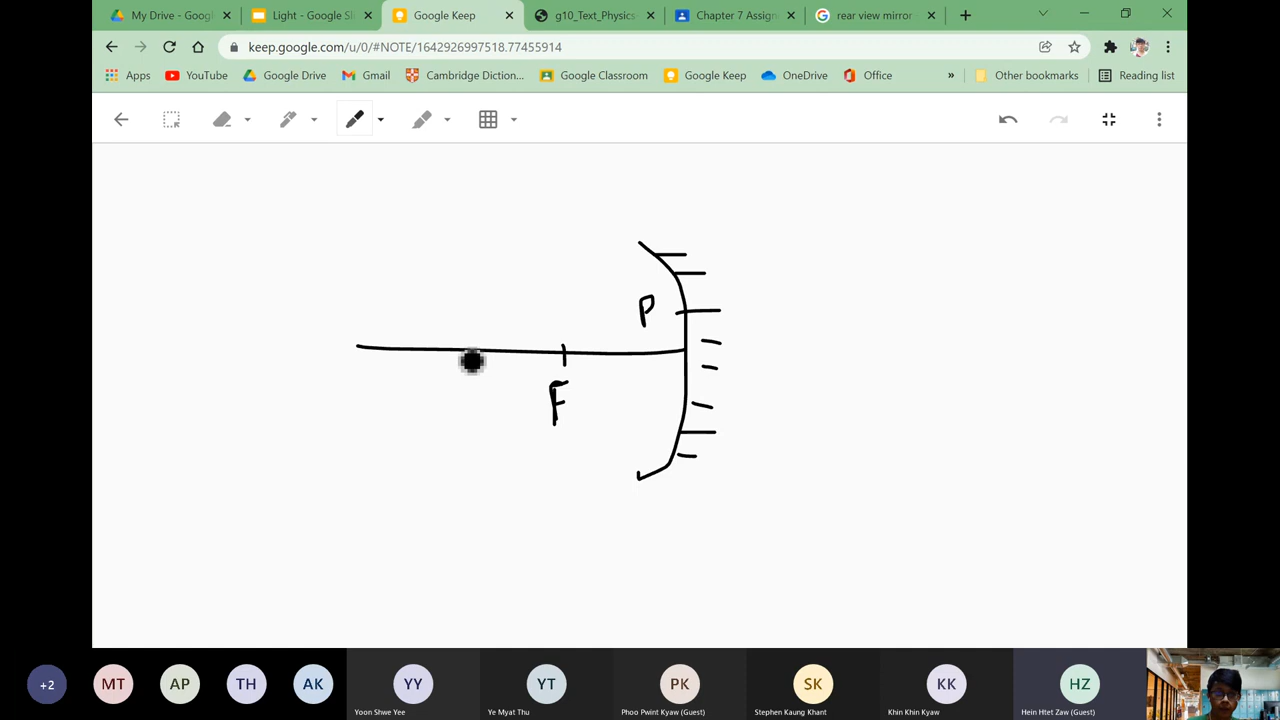 My Drive - Googl
Light - Google Sli
Google Keep
g10_Text_Physics
Chapter 7 Assign
rear view mirror
keep.google.com/u/0/#NOTE/1642926997518.77455914
Apps
YouTube
Google Drive
Gmail
Cambridge Diction...
Google Classroom
Google Keep
OneDrive
Office
»
Other bookmarks
Reading list
P
F
+2
MT
AP
TH
AK
YY
YT
PK
SK
KK
HZ
Yoon Shwe Yee
Ye Myat Thu
Phoo Pwint Kyaw (Guest)
Stephen Kaung Khant
Khin Khin Kyaw
Hein Htet Zaw (Guest)